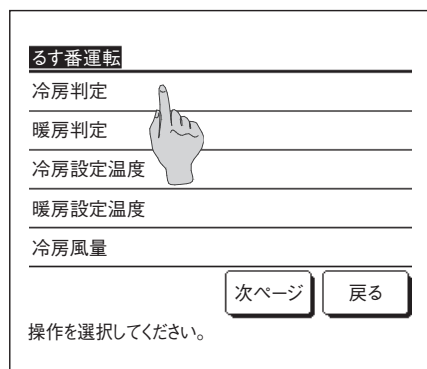 るす番運転
冷房判定
暖房判定
冷房設定温度
暖房設定温度
冷房風量
次ページ 戻る
操作を選択してください。